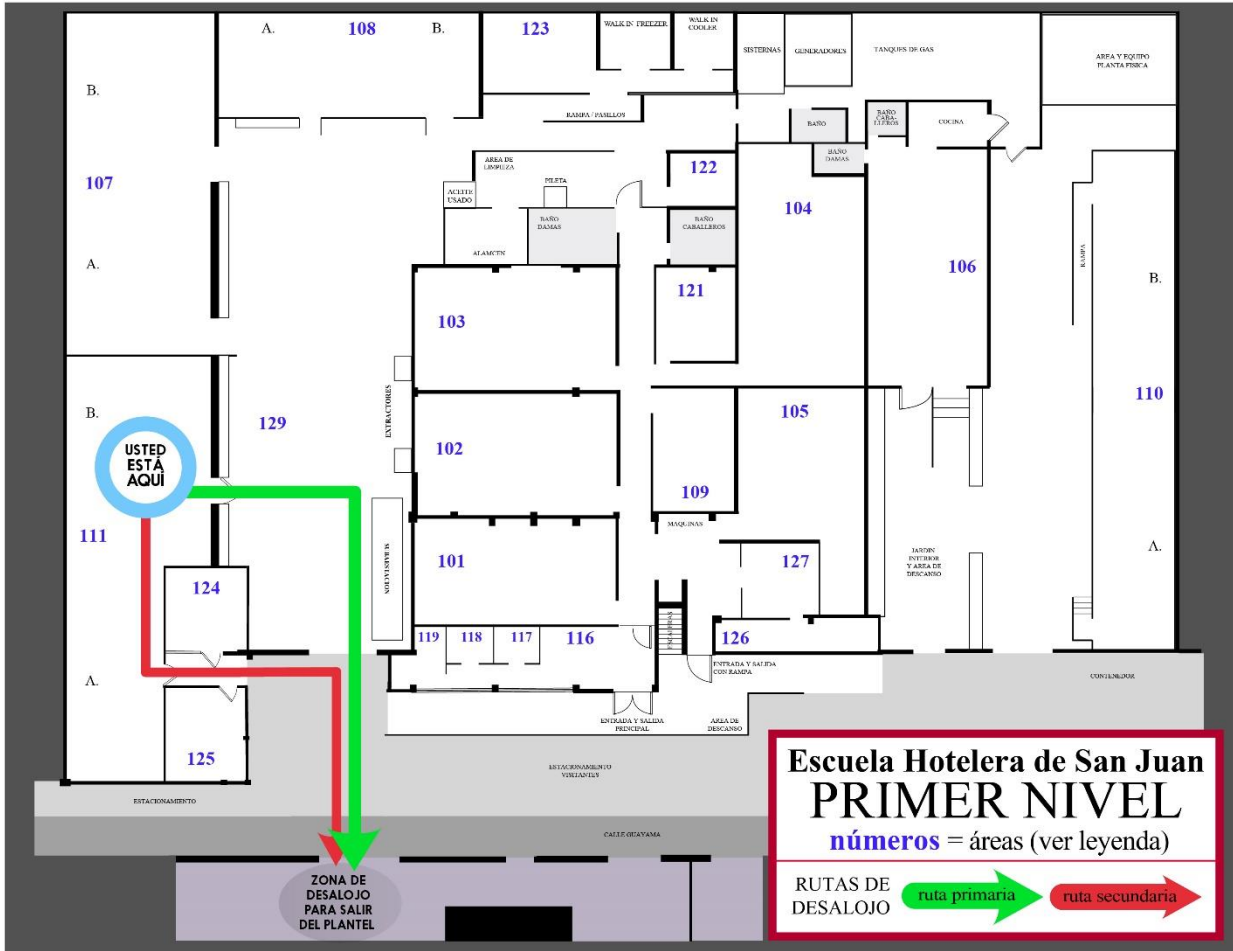 A.
108
B.
123
WALK IN FREEZER
WALK IN
COOLER
SISTERNAS
GENERADORES
TANQUES DE GAS
AREA Y EQUIPO
PLANTA FISICA
B.
RAMPA / PASILLOS
BAÑO
BAÑO
CABA-
LLEROS
COCINA
107
AREA DE
LIMPIEZA
122
BAÑO
DAMAS
ACEITE
USADO
PILETA
104
BAÑO
DAMAS
BAÑO
CABALLEROS
RAMPA
A.
ALAMCEN
106
B.
103
121
B.
EXTRACTORES
105
110
129
USTED
ESTÁ
AQUÍ
102
109
111
MAQUINAS
SUBAESTACION
101
127
JARDIN
INTERIOR
Y AREA DE
DESCANSO
A.
124
119
118
117
116
ESCALERAS
126
A.
ENTRADA Y SALIDA
CON RAMPA
CONTENEDOR
ENTRADA Y SALIDA
PRINCIPAL
AREA DE
DESCANSO
125
ESTACIONAMIENTO
VISITANTES
ESTACIONAMIENTO
CALLE GUAYAMA
ZONA DE
DESALOJO
PARA SALIR
DEL PLANTEL
Escuela Hotelera de San Juan
PRIMER NIVEL
números = áreas (ver leyenda)
RUTAS DE
DESALOJO
ruta primaria
ruta secundaria